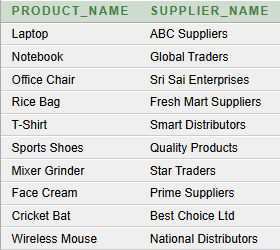 PRODUCT_NAME SUPPLIER_NAME
Laptop ABC Suppliers
Notebook Global Traders
Office Chair Sri Sai Enterprises
Rice Bag Fresh Mart Suppliers
T-Shirt Smart Distributors
Sports Shoes Quality Products
Mixer Grinder Star Traders
Face Cream Prime Suppliers
Cricket Bat Best Choice Ltd
Wireless Mouse National Distributors